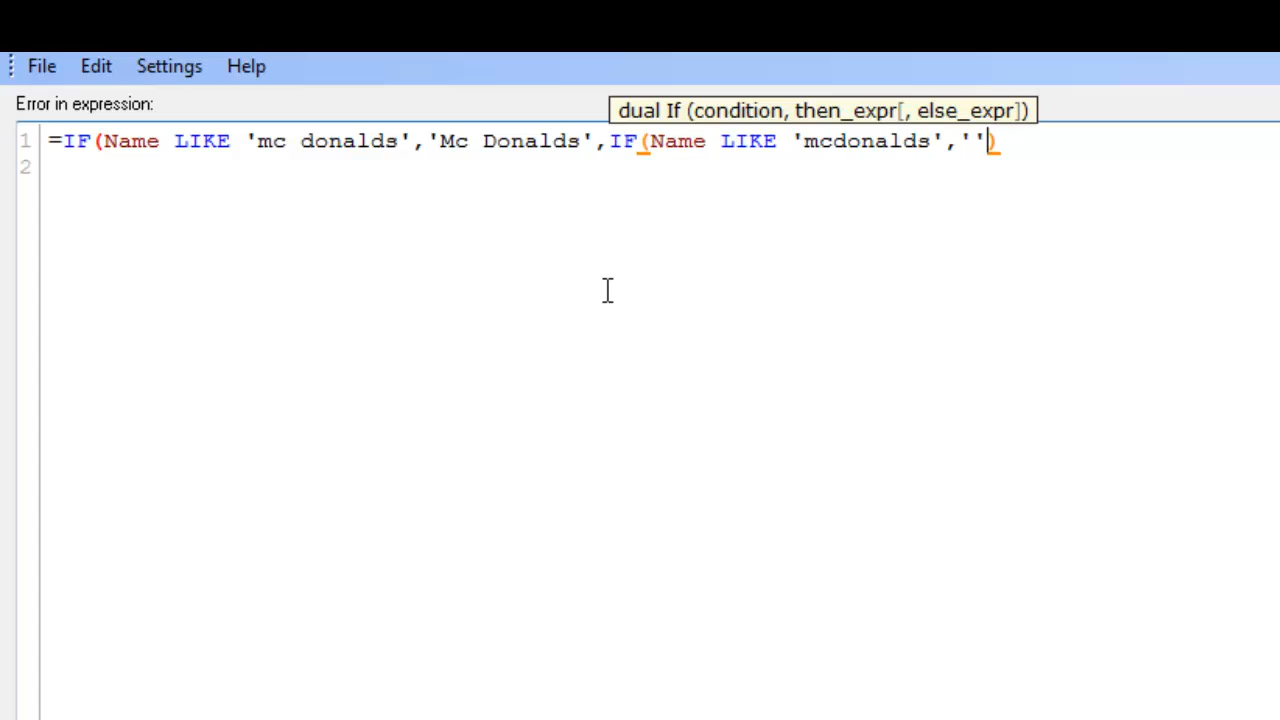 File Edit Settings Help
Error in expression:
dual If (condition, then_expr[, else_expr])
1 =IF(Name LIKE 'mc donalds','Mc Donalds',IF(Name LIKE 'mcdonalds','')
2